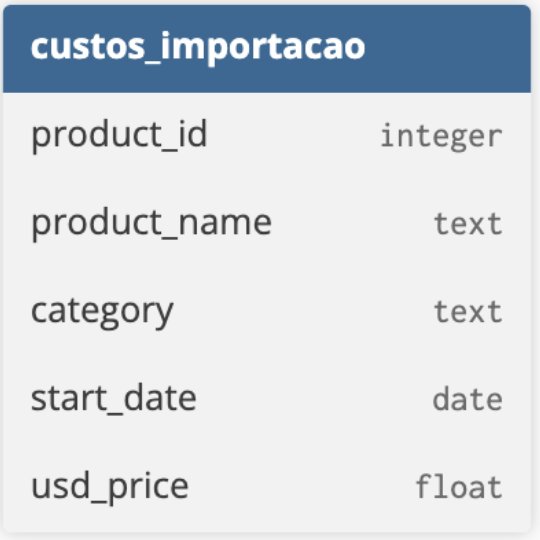 custos_importacao
product_id integer
product_name text
category text
start_date date
usd_price float